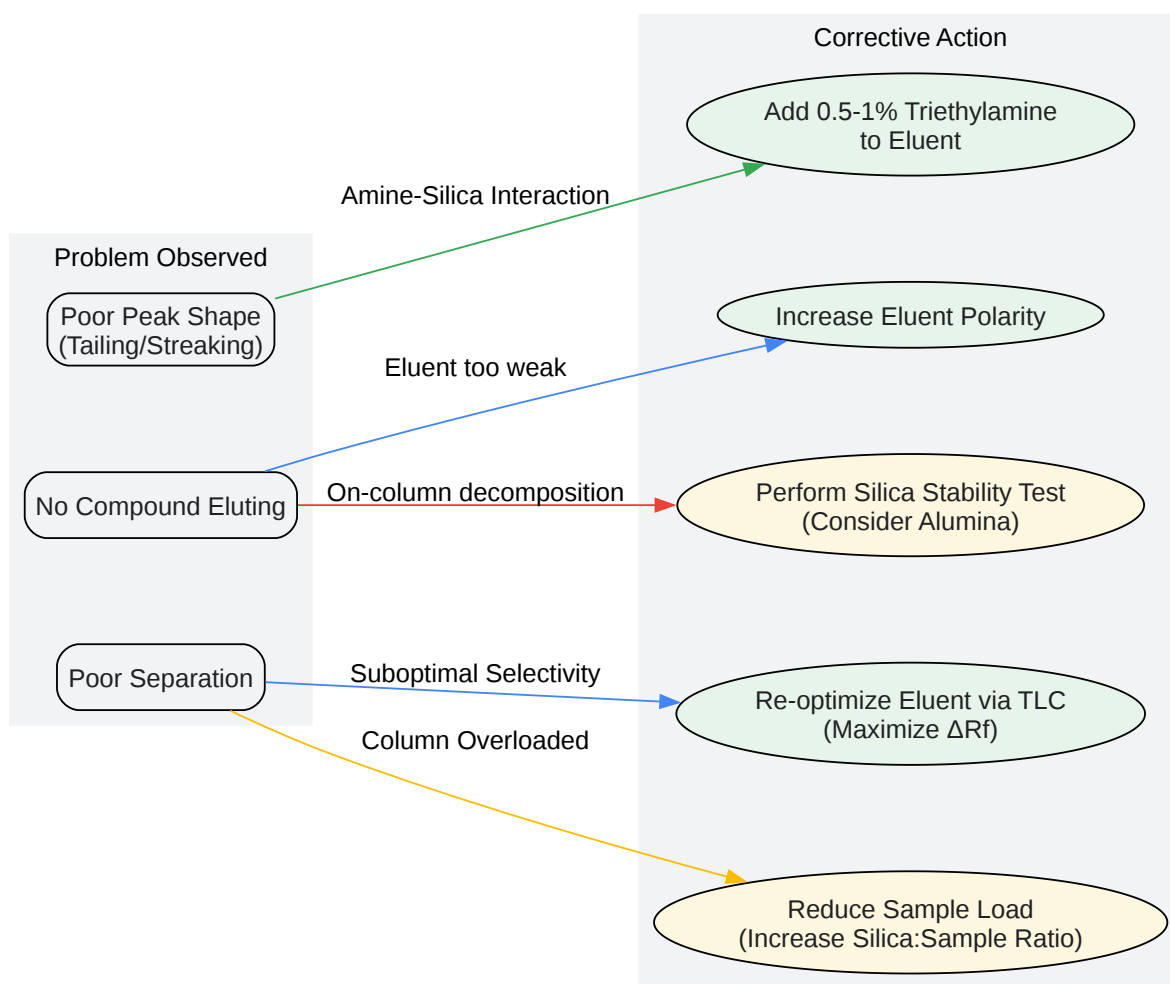 Corrective Action
Add 0.5-1% Triethylamine
to Eluent
Amine-Silica Interaction
Problem Observed
Poor Peak Shape
(Tailing/Streaking)
Increase Eluent Polarity
Eluent too weak
No Compound Eluting
On-column decomposition
Perform Silica Stability Test
(Consider Alumina)
Poor Separation
Suboptimal Selectivity
Re-optimize Eluent via TLC
(Maximize ΔRf)
Column Overloaded
Reduce Sample Load
(Increase Silica:Sample Ratio)